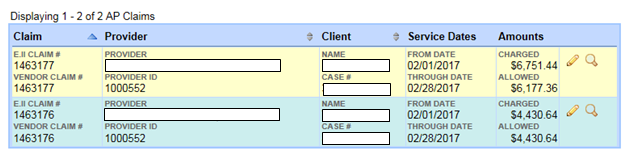 Displaying 1 - 2 of 2 AP Claims
Claim Provider Client Service Dates Amounts
E.II CLAIM # PROVIDER NAME FROM DATE CHARGED
1463177 02/01/2017 $6,751.44
VENDOR CLAIM # PROVIDER ID CASE # THROUGH DATE ALLOWED
1463177 1000552 02/28/2017 $6,177.36
E.II CLAIM # PROVIDER NAME FROM DATE CHARGED
1463176 02/01/2017 $4,430.64
VENDOR CLAIM # PROVIDER ID CASE # THROUGH DATE ALLOWED
1463176 1000552 02/28/2017 $4,430.64